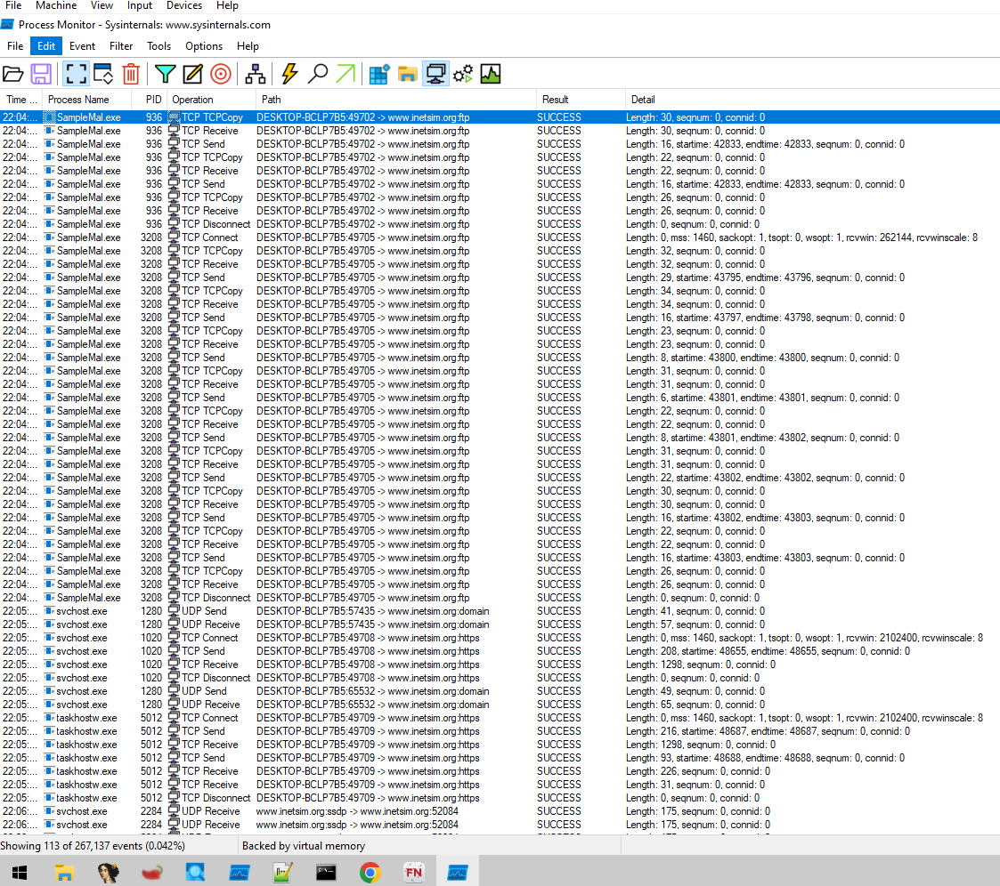 File Machine View Input Devices Help
Process Monitor - Sysinternals: www.sysinternals.com
File Edit Event Filter Tools Options Help
Time ... Process Name PID Operation Path Result Detail
22:04:... SampleMal.exe 936 TCP TCPCopy DESKTOP-BCLP7B5:49702 -> www.inetsim.org:ftp SUCCESS Length: 30, seqnum: 0, connid: 0
22:04:... SampleMal.exe 936 TCP Receive DESKTOP-BCLP7B5:49702 -> www.inetsim.org:ftp SUCCESS Length: 30, seqnum: 0, connid: 0
22:04:... SampleMal.exe 936 TCP Send DESKTOP-BCLP7B5:49702 -> www.inetsim.org:ftp SUCCESS Length: 16, startime: 42833, endtime: 42833, seqnum: 0, connid: 0
22:04:... SampleMal.exe 936 TCP TCPCopy DESKTOP-BCLP7B5:49702 -> www.inetsim.org:ftp SUCCESS Length: 22, seqnum: 0, connid: 0
22:04:... SampleMal.exe 936 TCP Receive DESKTOP-BCLP7B5:49702 -> www.inetsim.org:ftp SUCCESS Length: 22, seqnum: 0, connid: 0
22:04:... SampleMal.exe 936 TCP Send DESKTOP-BCLP7B5:49702 -> www.inetsim.org:ftp SUCCESS Length: 16, startime: 42833, endtime: 42833, seqnum: 0, connid: 0
22:04:... SampleMal.exe 936 TCP TCPCopy DESKTOP-BCLP7B5:49702 -> www.inetsim.org:ftp SUCCESS Length: 26, seqnum: 0, connid: 0
22:04:... SampleMal.exe 936 TCP Receive DESKTOP-BCLP7B5:49702 -> www.inetsim.org:ftp SUCCESS Length: 26, seqnum: 0, connid: 0
22:04:... SampleMal.exe 936 TCP Disconnect DESKTOP-BCLP7B5:49702 -> www.inetsim.org:ftp SUCCESS Length: 0, seqnum: 0, connid: 0
22:04:... SampleMal.exe 3208 TCP Connect DESKTOP-BCLP7B5:49705 -> www.inetsim.org:ftp SUCCESS Length: 0, mss: 1460, sackopt: 1, tsopt: 0, wsopt: 1, rcvwin: 262144, rcvwinscale: 8
22:04:... SampleMal.exe 3208 TCP TCPCopy DESKTOP-BCLP7B5:49705 -> www.inetsim.org:ftp SUCCESS Length: 32, seqnum: 0, connid: 0
22:04:... SampleMal.exe 3208 TCP Receive DESKTOP-BCLP7B5:49705 -> www.inetsim.org:ftp SUCCESS Length: 32, seqnum: 0, connid: 0
22:04:... SampleMal.exe 3208 TCP Send DESKTOP-BCLP7B5:49705 -> www.inetsim.org:ftp SUCCESS Length: 29, startime: 43795, endtime: 43796, seqnum: 0, connid: 0
22:04:... SampleMal.exe 3208 TCP TCPCopy DESKTOP-BCLP7B5:49705 -> www.inetsim.org:ftp SUCCESS Length: 34, seqnum: 0, connid: 0
22:04:... SampleMal.exe 3208 TCP Receive DESKTOP-BCLP7B5:49705 -> www.inetsim.org:ftp SUCCESS Length: 34, seqnum: 0, connid: 0
22:04:... SampleMal.exe 3208 TCP Send DESKTOP-BCLP7B5:49705 -> www.inetsim.org:ftp SUCCESS Length: 16, startime: 43797, endtime: 43798, seqnum: 0, connid: 0
22:04:... SampleMal.exe 3208 TCP TCPCopy DESKTOP-BCLP7B5:49705 -> www.inetsim.org:ftp SUCCESS Length: 23, seqnum: 0, connid: 0
22:04:... SampleMal.exe 3208 TCP Receive DESKTOP-BCLP7B5:49705 -> www.inetsim.org:ftp SUCCESS Length: 23, seqnum: 0, connid: 0
22:04:... SampleMal.exe 3208 TCP Send DESKTOP-BCLP7B5:49705 -> www.inetsim.org:ftp SUCCESS Length: 8, startime: 43800, endtime: 43800, seqnum: 0, connid: 0
22:04:... SampleMal.exe 3208 TCP TCPCopy DESKTOP-BCLP7B5:49705 -> www.inetsim.org:ftp SUCCESS Length: 31, seqnum: 0, connid: 0
22:04:... SampleMal.exe 3208 TCP Receive DESKTOP-BCLP7B5:49705 -> www.inetsim.org:ftp SUCCESS Length: 31, seqnum: 0, connid: 0
22:04:... SampleMal.exe 3208 TCP Send DESKTOP-BCLP7B5:49705 -> www.inetsim.org:ftp SUCCESS Length: 6, startime: 43801, endtime: 43801, seqnum: 0, connid: 0
22:04:... SampleMal.exe 3208 TCP TCPCopy DESKTOP-BCLP7B5:49705 -> www.inetsim.org:ftp SUCCESS Length: 22, seqnum: 0, connid: 0
22:04:... SampleMal.exe 3208 TCP Receive DESKTOP-BCLP7B5:49705 -> www.inetsim.org:ftp SUCCESS Length: 22, seqnum: 0, connid: 0
22:04:... SampleMal.exe 3208 TCP Send DESKTOP-BCLP7B5:49705 -> www.inetsim.org:ftp SUCCESS Length: 8, startime: 43801, endtime: 43802, seqnum: 0, connid: 0
22:04:... SampleMal.exe 3208 TCP TCPCopy DESKTOP-BCLP7B5:49705 -> www.inetsim.org:ftp SUCCESS Length: 31, seqnum: 0, connid: 0
22:04:... SampleMal.exe 3208 TCP Receive DESKTOP-BCLP7B5:49705 -> www.inetsim.org:ftp SUCCESS Length: 31, seqnum: 0, connid: 0
22:04:... SampleMal.exe 3208 TCP Send DESKTOP-BCLP7B5:49705 -> www.inetsim.org:ftp SUCCESS Length: 22, startime: 43802, endtime: 43802, seqnum: 0, connid: 0
22:04:... SampleMal.exe 3208 TCP TCPCopy DESKTOP-BCLP7B5:49705 -> www.inetsim.org:ftp SUCCESS Length: 30, seqnum: 0, connid: 0
22:04:... SampleMal.exe 3208 TCP Receive DESKTOP-BCLP7B5:49705 -> www.inetsim.org:ftp SUCCESS Length: 30, seqnum: 0, connid: 0
22:04:... SampleMal.exe 3208 TCP Send DESKTOP-BCLP7B5:49705 -> www.inetsim.org:ftp SUCCESS Length: 16, startime: 43802, endtime: 43803, seqnum: 0, connid: 0
22:04:... SampleMal.exe 3208 TCP TCPCopy DESKTOP-BCLP7B5:49705 -> www.inetsim.org:ftp SUCCESS Length: 22, seqnum: 0, connid: 0
22:04:... SampleMal.exe 3208 TCP Receive DESKTOP-BCLP7B5:49705 -> www.inetsim.org:ftp SUCCESS Length: 22, seqnum: 0, connid: 0
22:04:... SampleMal.exe 3208 TCP Send DESKTOP-BCLP7B5:49705 -> www.inetsim.org:ftp SUCCESS Length: 16, startime: 43803, endtime: 43803, seqnum: 0, connid: 0
22:04:... SampleMal.exe 3208 TCP TCPCopy DESKTOP-BCLP7B5:49705 -> www.inetsim.org:ftp SUCCESS Length: 26, seqnum: 0, connid: 0
22:04:... SampleMal.exe 3208 TCP Receive DESKTOP-BCLP7B5:49705 -> www.inetsim.org:ftp SUCCESS Length: 26, seqnum: 0, connid: 0
22:04:... SampleMal.exe 3208 TCP Disconnect DESKTOP-BCLP7B5:49705 -> www.inetsim.org:ftp SUCCESS Length: 0, seqnum: 0, connid: 0
22:05:... svchost.exe 1280 UDP Send DESKTOP-BCLP7B5:57435 -> www.inetsim.org:domain SUCCESS Length: 41, seqnum: 0, connid: 0
22:05:... svchost.exe 1280 UDP Receive DESKTOP-BCLP7B5:57435 -> www.inetsim.org:domain SUCCESS Length: 57, seqnum: 0, connid: 0
22:05:... svchost.exe 1020 TCP Connect DESKTOP-BCLP7B5:49708 -> www.inetsim.org:https SUCCESS Length: 0, mss: 1460, sackopt: 1, tsopt: 0, wsopt: 1, rcvwin: 2102400, rcvwinscale: 8
22:05:... svchost.exe 1020 TCP Send DESKTOP-BCLP7B5:49708 -> www.inetsim.org:https SUCCESS Length: 208, startime: 48655, endtime: 48655, seqnum: 0, connid: 0
22:05:... svchost.exe 1020 TCP Receive DESKTOP-BCLP7B5:49708 -> www.inetsim.org:https SUCCESS Length: 1298, seqnum: 0, connid: 0
22:05:... svchost.exe 1020 TCP Disconnect DESKTOP-BCLP7B5:49708 -> www.inetsim.org:https SUCCESS Length: 0, seqnum: 0, connid: 0
22:05:... svchost.exe 1280 UDP Send DESKTOP-BCLP7B5:65532 -> www.inetsim.org:domain SUCCESS Length: 49, seqnum: 0, connid: 0
22:05:... svchost.exe 1280 UDP Receive DESKTOP-BCLP7B5:65532 -> www.inetsim.org:domain SUCCESS Length: 65, seqnum: 0, connid: 0
22:05:... taskhostw.exe 5012 TCP Connect DESKTOP-BCLP7B5:49709 -> www.inetsim.org:https SUCCESS Length: 0, mss: 1460, sackopt: 1, tsopt: 0, wsopt: 1, rcvwin: 2102400, rcvwinscale: 8
22:05:... taskhostw.exe 5012 TCP Send DESKTOP-BCLP7B5:49709 -> www.inetsim.org:https SUCCESS Length: 216, startime: 48687, endtime: 48687, seqnum: 0, connid: 0
22:05:... taskhostw.exe 5012 TCP Receive DESKTOP-BCLP7B5:49709 -> www.inetsim.org:https SUCCESS Length: 1298, seqnum: 0, connid: 0
22:05:... taskhostw.exe 5012 TCP Send DESKTOP-BCLP7B5:49709 -> www.inetsim.org:https SUCCESS Length: 93, startime: 48688, endtime: 48688, seqnum: 0, connid: 0
22:05:... taskhostw.exe 5012 TCP Receive DESKTOP-BCLP7B5:49709 -> www.inetsim.org:https SUCCESS Length: 226, seqnum: 0, connid: 0
22:05:... taskhostw.exe 5012 TCP Receive DESKTOP-BCLP7B5:49709 -> www.inetsim.org:https SUCCESS Length: 31, seqnum: 0, connid: 0
22:05:... taskhostw.exe 5012 TCP Disconnect DESKTOP-BCLP7B5:49709 -> www.inetsim.org:https SUCCESS Length: 0, seqnum: 0, connid: 0
22:06:... svchost.exe 2284 UDP Receive www.inetsim.org:ssdp -> www.inetsim.org:52084 SUCCESS Length: 175, seqnum: 0, connid: 0
22:06:... svchost.exe 2284 UDP Receive www.inetsim.org:ssdp -> www.inetsim.org:52084 SUCCESS Length: 175, seqnum: 0, connid: 0
Showing 113 of 267,137 events (0.042%) Backed by virtual memory
FN